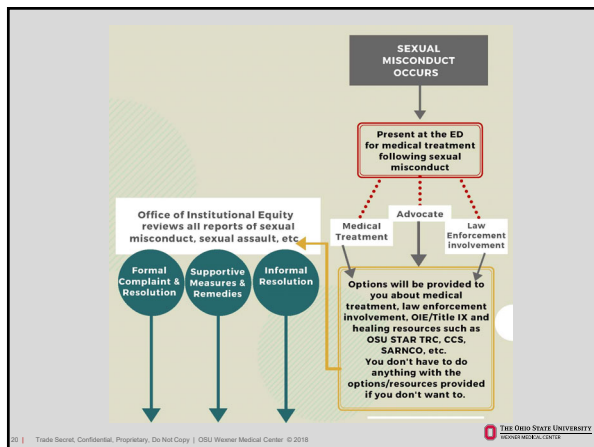 SEXUAL
MISCONDUCT
OCCURS
Present at the ED
for medical treatment
following sexual
misconduct
Medical
Treatment
Advocate
Law
Enforcement
involvement
Office of Institutional Equity
reviews all reports of sexual
misconduct, sexual assault, etc.
Formal
Complaint &
Resolution
Supportive
Measures &
Remedies
Informal
Resolution
Options will be provided to
you about medical
treatment, law enforcement
involvement, OIE/Title IX and
healing resources such as
OSU STAR TRC, CCS,
SARNCO, etc.
You don't have to do
anything with the
options/resources provided
if you don't want to.
20 | Trade Secret, Confidential, Proprietary, Do Not Copy | OSU Wexner Medical Center © 2018
THE OHIO STATE UNIVERSITY
WEXNER MEDICAL CENTER